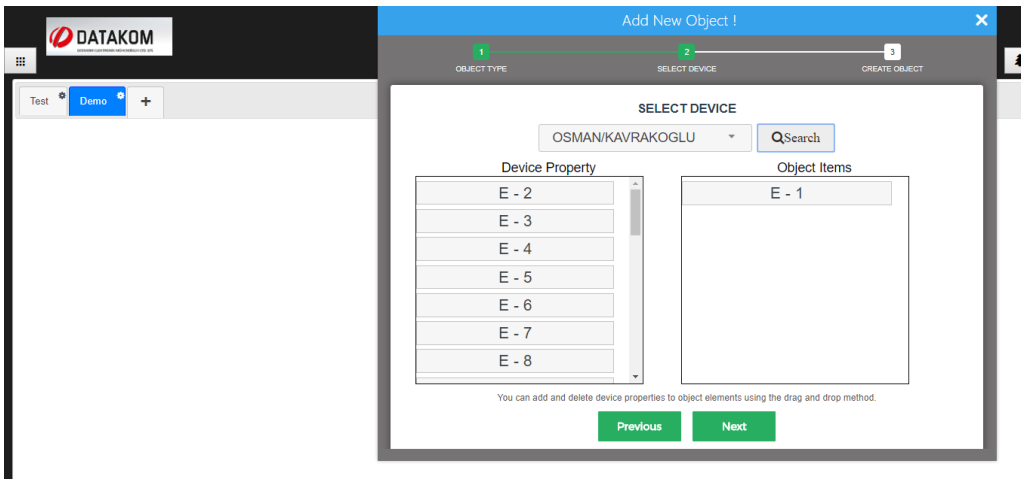 DATAKOM
Test
Demo
+
Add New Object !
1
2
3
OBJECT TYPE
SELECT DEVICE
CREATE OBJECT
SELECT DEVICE
OSMAN/KAVRAKOGLU
Search
Device Property
Object Items
E - 2
E - 3
E - 4
E - 5
E - 6
E - 7
E - 8
E - 1
You can add and delete device properties to object elements using the drag and drop method.
Previous
Next